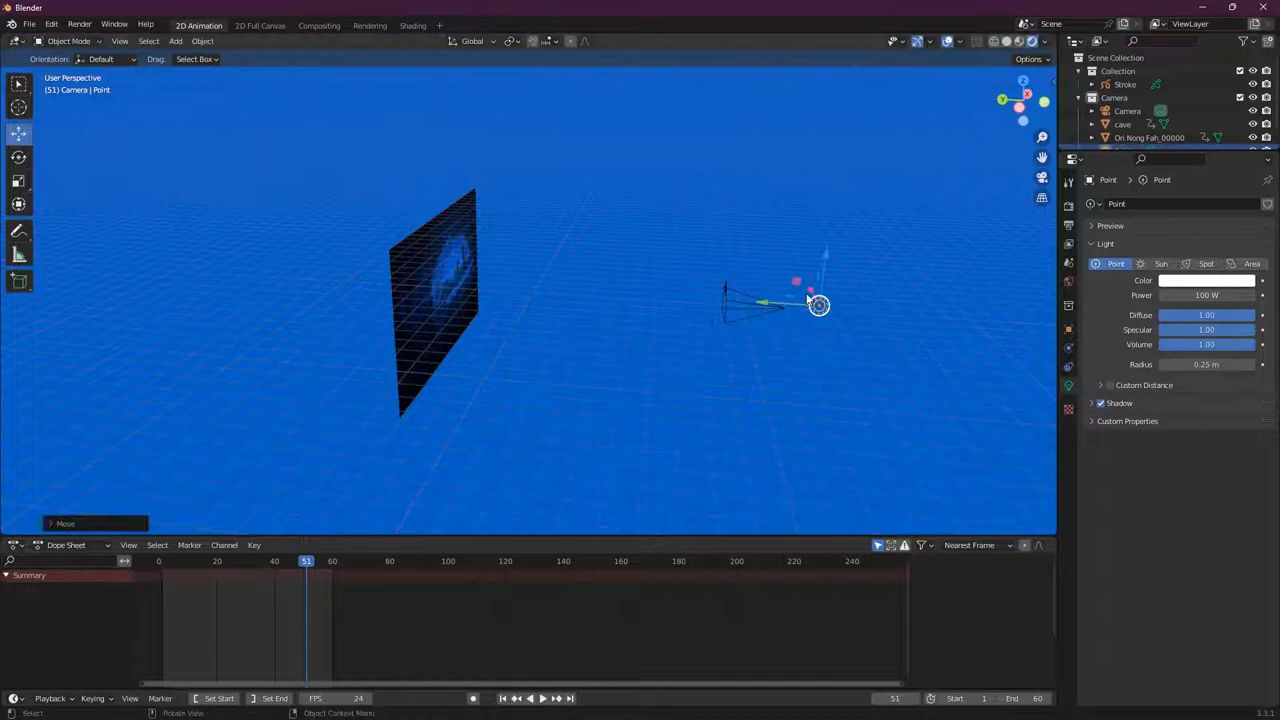 Blender
File Edit Render Window Help 2D Animation 2D Full Canvas Compositing Rendering Shading + Scene ViewLayer
Object Mode View Select Add Object Global
Orientation: Default Drag: Select Box Options
User Perspective
(51) Camera | Point
Z
X
Y
Scene Collection
Collection
Stroke
Camera
Camera
cave
Ori Nong Fah_00000
Point Point
Point
Preview
Light
Point Sun Spot Area
Color
Power 100 W
Diffuse 1.00
Specular 1.00
Volume 1.00
Radius 0.25 m
Custom Distance
Shadow
Custom Properties
Move
Dope Sheet View Select Marker Channel Key Nearest Frame
0 20 40 51 60 80 100 120 140 160 180 200 220 240
Summary
Playback Keying View Marker Set Start Set End FPS 24 51 Start 1 End 60
Select Rotate View Object Context Menu 3.3.1